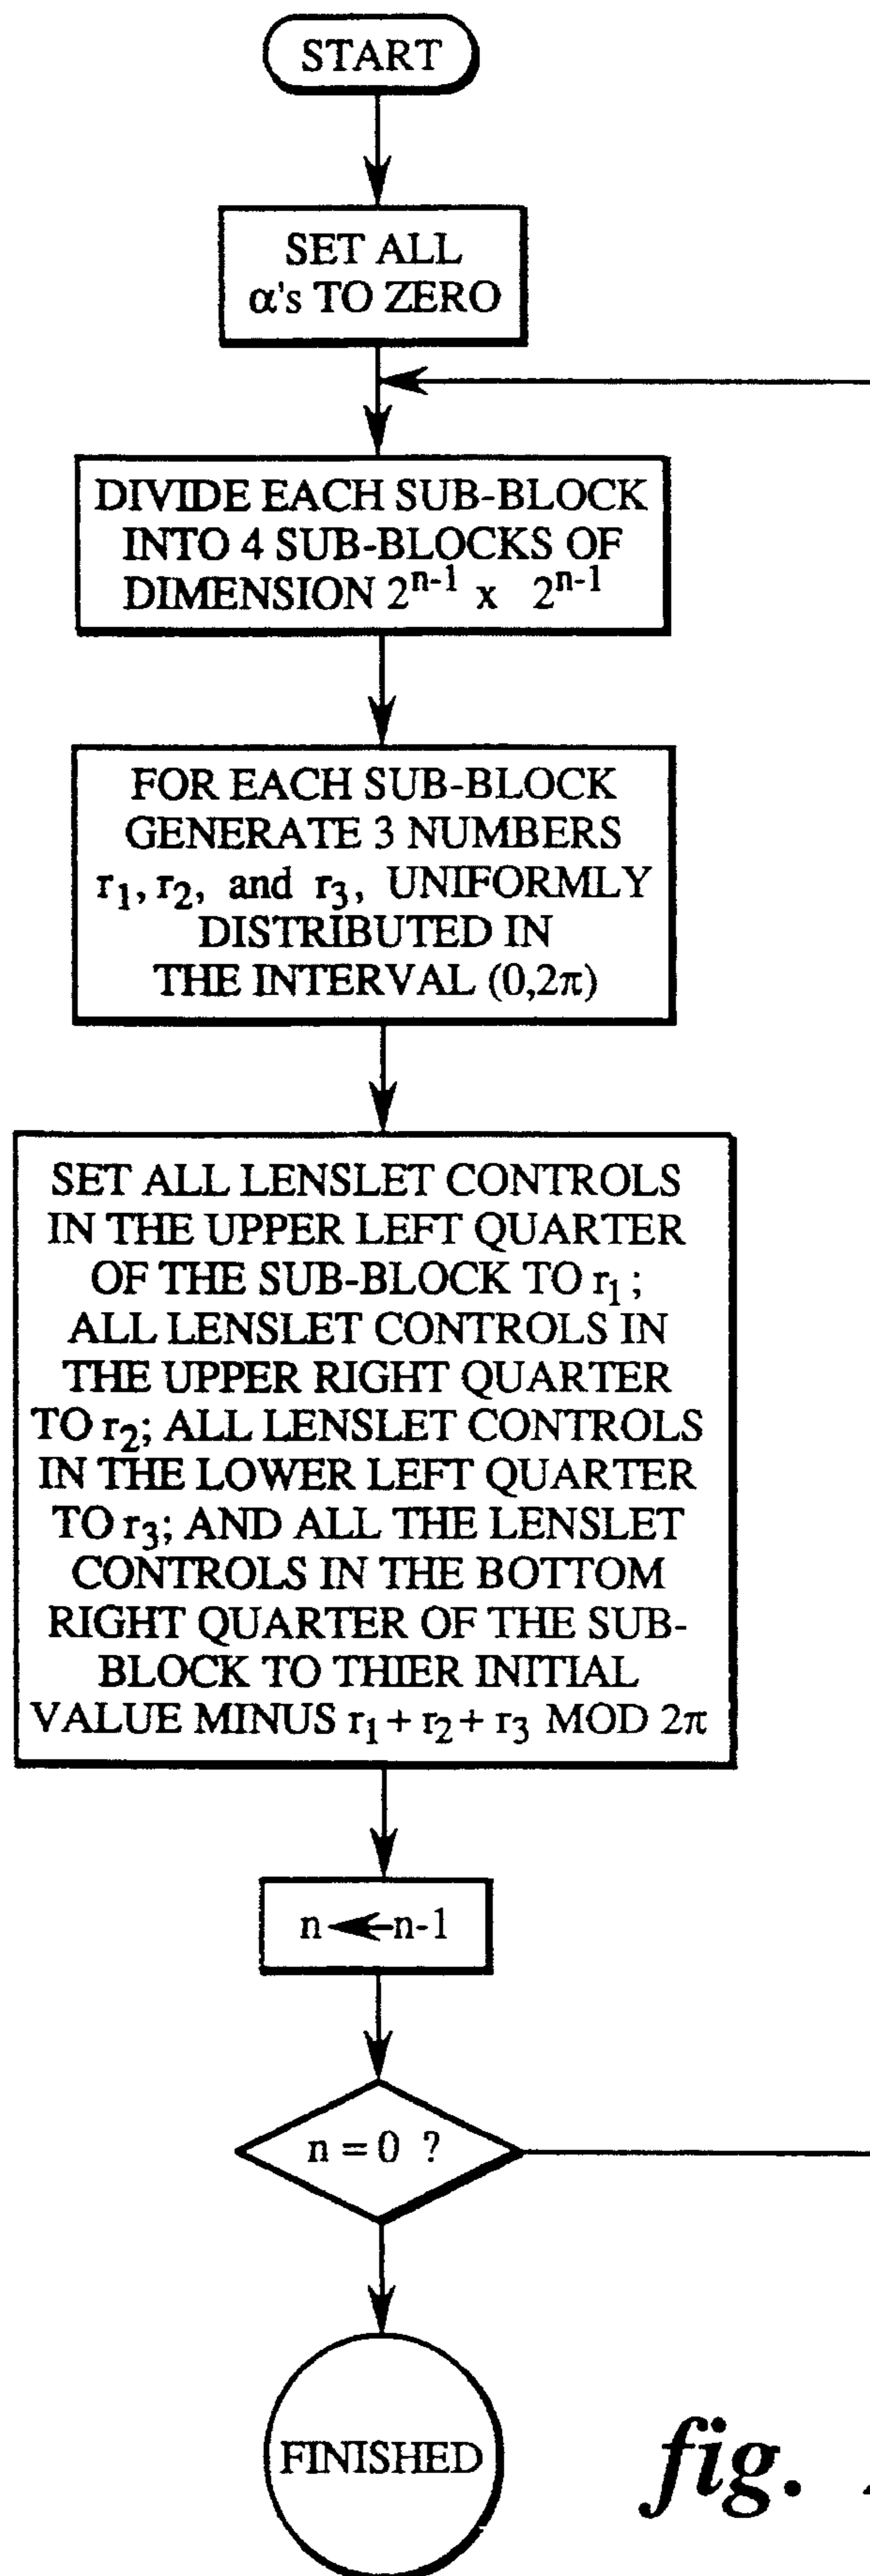 START
SET ALL
α's TO ZERO
DIVIDE EACH SUB-BLOCK
INTO 4 SUB-BLOCKS OF
DIMENSION 2ⁿ⁻¹ x 2ⁿ⁻¹
FOR EACH SUB-BLOCK
GENERATE 3 NUMBERS
r₁, r₂, and r₃, UNIFORMLY
DISTRIBUTED IN
THE INTERVAL (0,2π)
SET ALL LENSLET CONTROLS
IN THE UPPER LEFT QUARTER
OF THE SUB-BLOCK TO r₁;
ALL LENSLET CONTROLS IN
THE UPPER RIGHT QUARTER
TO r₂; ALL LENSLET CONTROLS
IN THE LOWER LEFT QUARTER
TO r₃; AND ALL THE LENSLET
CONTROLS IN THE BOTTOM
RIGHT QUARTER OF THE SUB-
BLOCK TO THIER INITIAL
VALUE MINUS r₁ + r₂ + r₃ MOD 2π
n ← n-1
n = 0 ?
FINISHED
fig.